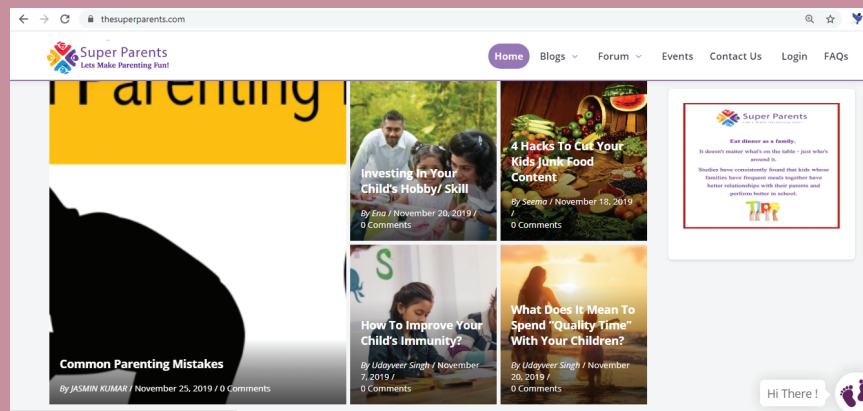 thesuperparents.com
Super Parents
Lets Make Parenting Fun!
Home
Blogs
Forum
Events
Contact Us
Login
FAQs
Parenting
Common Parenting Mistakes
By JASMIN KUMAR / November 25, 2019 / 0 Comments
Investing In Your
Child's Hobby/ Skill
By Ena / November 20, 2019 /
0 Comments
4 Hacks To Cut Your
Kids Junk Food
Content
By Seema / November 18, 2019
/
0 Comments
S
How To Improve Your
Child's Immunity?
By Udayveer Singh / November
7, 2019 /
0 Comments
What Does It Mean To
Spend "Quality Time"
With Your Children?
By Udayveer Singh / November
20, 2019 /
0 Comments
Super Parents
Let's Make Parenting Fun!
Eat dinner as a family.
It doesn't matter what's on the table – just who's
around it.
Studies have consistently found that kids whose
families have frequent meals together have
better relationships with their parents and
perform better in school.
TIPS
Hi There !